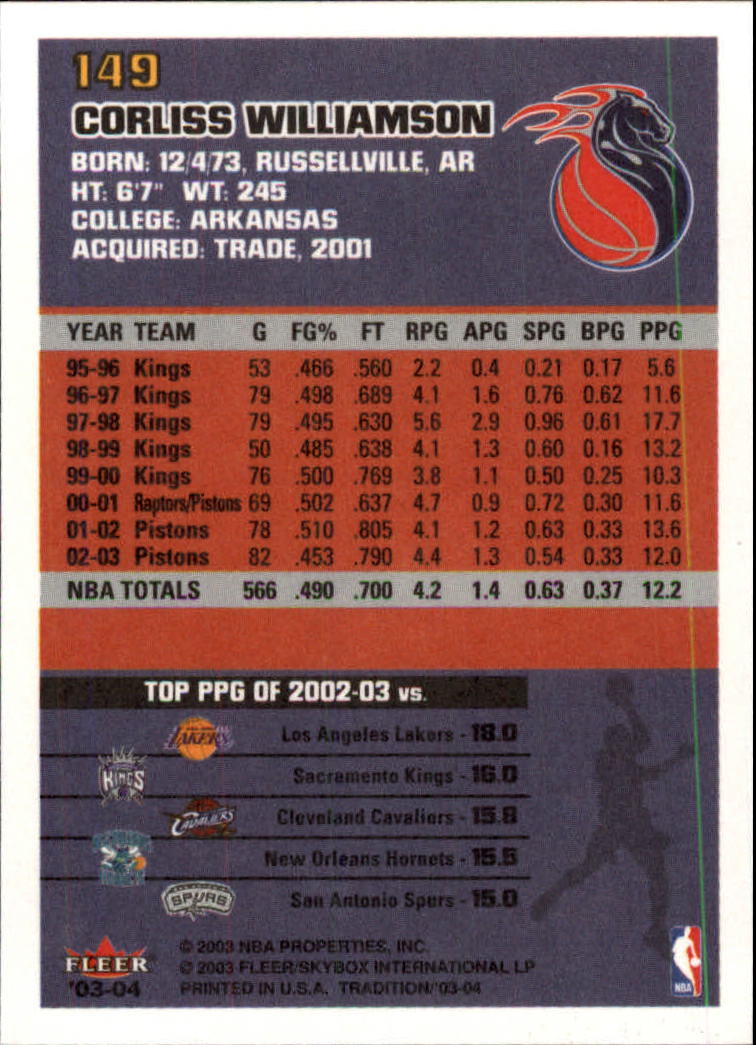 149
CORLISS WILLIAMSON
BORN: 12/4/73, RUSSELLVILLE, AR
HT: 6'7" WT: 245
COLLEGE: ARKANSAS
ACQUIRED: TRADE, 2001
YEAR TEAM G FG% FT RPG APG SPG BPG PPG
95-96 Kings 53 .466 .560 2.2 0.4 0.21 0.17 5.6
96-97 Kings 79 .498 .689 4.1 1.6 0.76 0.62 11.6
97-98 Kings 79 .495 .630 5.6 2.9 0.96 0.61 17.7
98-99 Kings 50 .485 .638 4.1 1.3 0.60 0.16 13.2
99-00 Kings 76 .500 .769 3.8 1.1 0.50 0.25 10.3
00-01 Raptors/Pistons 69 .502 .637 4.7 0.9 0.72 0.30 11.6
01-02 Pistons 78 .510 .805 4.1 1.2 0.63 0.33 13.6
02-03 Pistons 82 .453 .790 4.4 1.3 0.54 0.33 12.0
NBA TOTALS 566 .490 .700 4.2 1.4 0.63 0.37 12.2
TOP PPG OF 2002-03 vs.
LAKERS
Los Angeles Lakers - 18.0
KINGS
Sacramento Kings - 16.0
CAVALIERS
Cleveland Cavaliers - 15.8
New Orleans Hornets - 15.5
SPURS
San Antonio Spurs - 15.0
FLEER
'03-04
© 2003 NBA PROPERTIES, INC.
© 2003 FLEER/SKYBOX INTERNATIONAL LP
PRINTED IN U.S.A. TRADITION/'03-04
NBA